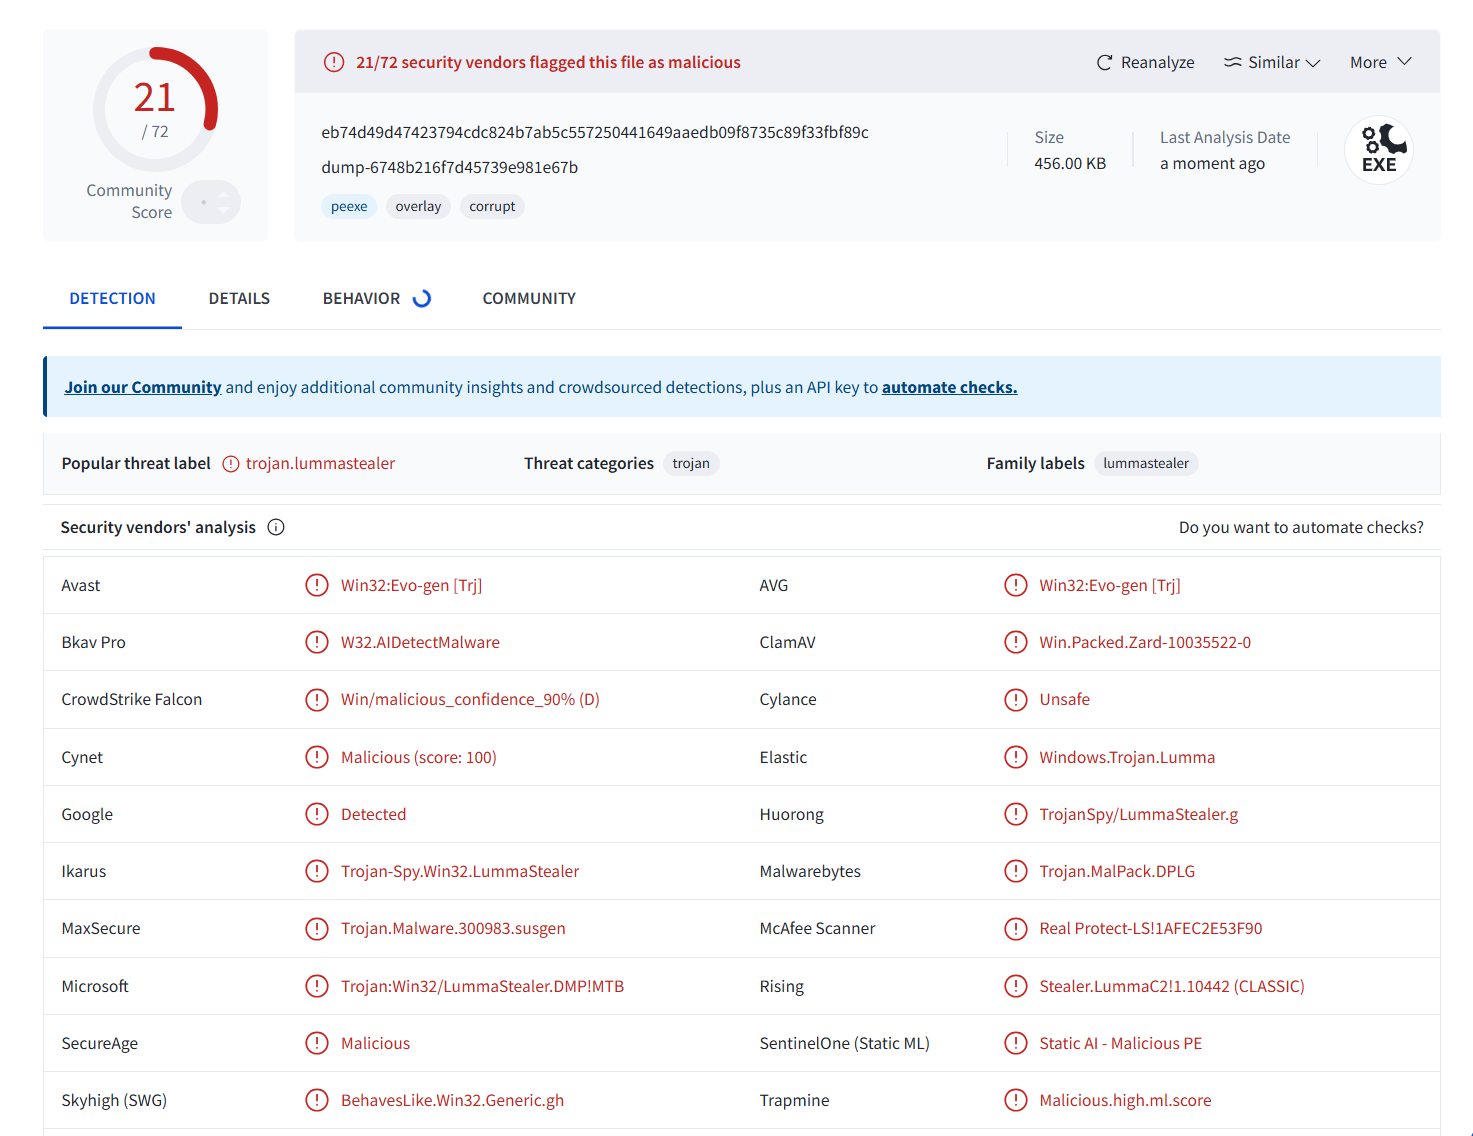 21
/ 72
Community
Score
21/72 security vendors flagged this file as malicious
Reanalyze
Similar
More
eb74d49d47423794cdc824b7ab5c557250441649aaedb09f8735c89f33fbf89c
dump-6748b216f7d45739e981e67b
peexe overlay corrupt
Size
456.00 KB
Last Analysis Date
a moment ago
EXE
DETECTION DETAILS BEHAVIOR COMMUNITY
Join our Community and enjoy additional community insights and crowdsourced detections, plus an API key to automate checks.
Popular threat label trojan.lummastealer Threat categories trojan Family labels lummastealer
Security vendors' analysis Do you want to automate checks?
Avast Win32:Evo-gen [Trj] AVG Win32:Evo-gen [Trj]
Bkav Pro W32.AIDetectMalware ClamAV Win.Packed.Zard-10035522-0
CrowdStrike Falcon Win/malicious_confidence_90% (D) Cylance Unsafe
Cynet Malicious (score: 100) Elastic Windows.Trojan.Lumma
Google Detected Huorong TrojanSpy/LummaStealer.g
Ikarus Trojan-Spy.Win32.LummaStealer Malwarebytes Trojan.MalPack.DPLG
MaxSecure Trojan.Malware.300983.susgen McAfee Scanner Real Protect-LS!1AFEC2E53F90
Microsoft Trojan:Win32/LummaStealer.DMP!MTB Rising Stealer.LummaC2!1.10442 (CLASSIC)
SecureAge Malicious SentinelOne (Static ML) Static AI - Malicious PE
Skyhigh (SWG) BehavesLike.Win32.Generic.gh Trapmine Malicious.high.ml.score